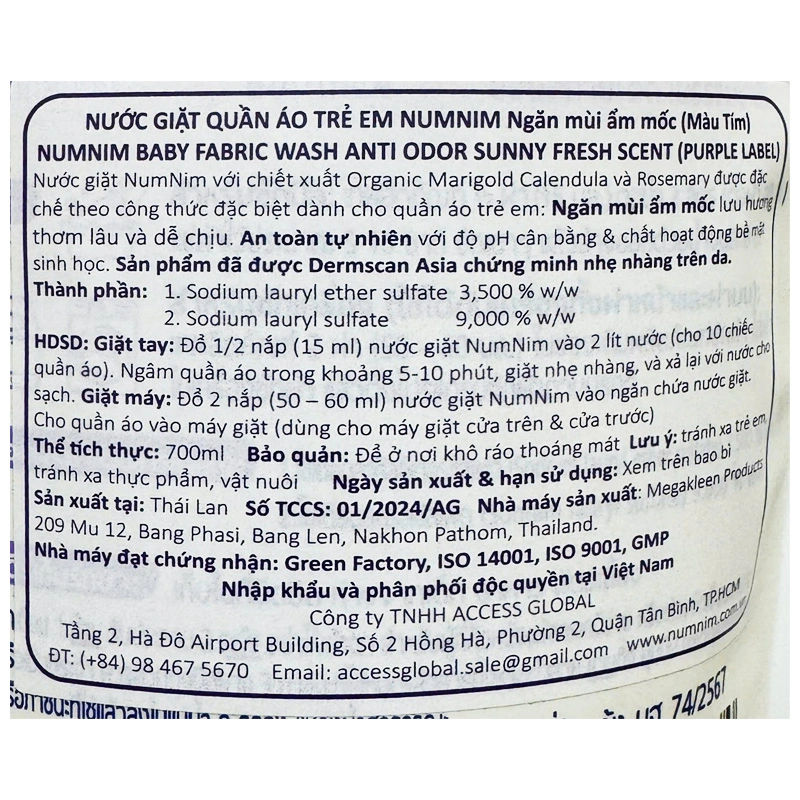 NƯỚC GIẶT QUẦN ÁO TRẺ EM NUMNIM Ngăn mùi ẩm mốc (Màu Tím)
NUMNIM BABY FABRIC WASH ANTI ODOR SUNNY FRESH SCENT (PURPLE LABEL)
Nước giặt NumNim với chiết xuất Organic Marigold Calendula và Rosemary được đặc
chế theo công thức đặc biệt dành cho quần áo trẻ em: Ngăn mùi ẩm mốc lưu hương
thơm lâu và dễ chịu. An toàn tự nhiên với độ pH cân bằng & chất hoạt động bề mặt
sinh học. Sản phẩm đã được Dermscan Asia chứng minh nhẹ nhàng trên da.
Thành phần: 1. Sodium lauryl ether sulfate 3,500 % w/w
2. Sodium lauryl sulfate 9,000 % w/w
HDSD: Giặt tay: Đổ 1/2 nắp (15 ml) nước giặt NumNim vào 2 lít nước (cho 10 chiếc
quần áo). Ngâm quần áo trong khoảng 5-10 phút, giặt nhẹ nhàng, và xả lại với nước cho
sạch. Giặt máy: Đổ 2 nắp (50 – 60 ml) nước giặt NumNim vào ngăn chứa nước giặt.
Cho quần áo vào máy giặt (dùng cho máy giặt cửa trên & cửa trước)
Thể tích thực: 700ml Bảo quản: Để ở nơi khô ráo thoáng mát Lưu ý: tránh xa trẻ em,
tránh xa thực phẩm, vật nuôi Ngày sản xuất & hạn sử dụng: Xem trên bao bì
Sản xuất tại: Thái Lan Số TCCS: 01/2024/AG Nhà máy sản xuất: Megakleen Products
209 Mu 12, Bang Phasi, Bang Len, Nakhon Pathom, Thailand.
Nhà máy đạt chứng nhận: Green Factory, ISO 14001, ISO 9001, GMP
Nhập khẩu và phân phối độc quyền tại Việt Nam
Công ty TNHH ACCESS GLOBAL
Tầng 2, Hà Đô Airport Building, Số 2 Hồng Hà, Phường 2, Quận Tân Bình, TP.HCM
ĐT: (+84) 98 467 5670 Email: accessglobal.sale@gmail.com www.numnim.com.vn
74/2567